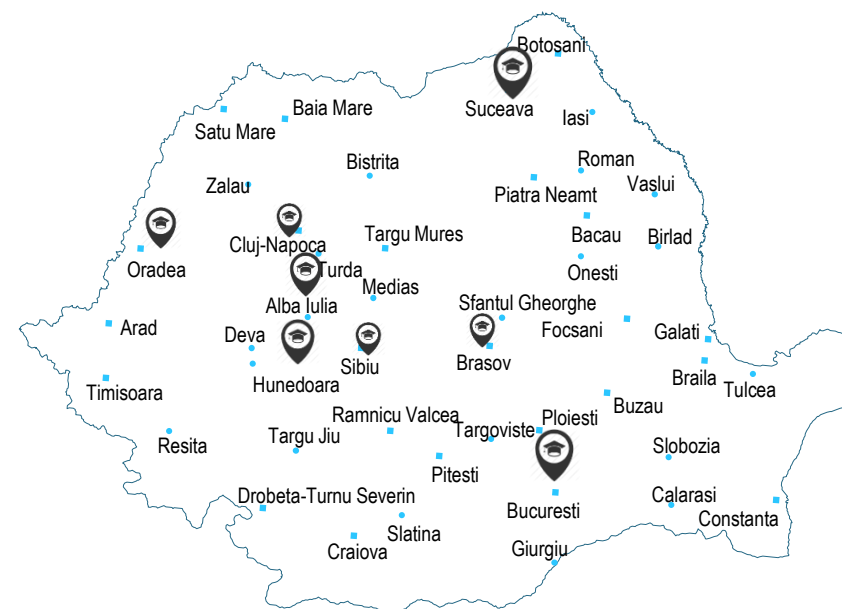 Botosani
Suceava
Baia Mare
Satu Mare
Iasi
Bistrita
Roman
Zalau
Piatra Neamt
Vaslui
Cluj-Napoca
Targu Mures
Bacau
Birlad
Oradea
Turda
Onesti
Medias
Alba Iulia
Sfantul Gheorghe
Arad
Focsani
Galati
Deva
Sibiu
Brasov
Hunedoara
Braila
Tulcea
Timisoara
Buzau
Ramnicu Valcea
Ploiesti
Targoviste
Resita
Targu Jiu
Slobozia
Pitesti
Drobeta-Turnu Severin
Bucuresti
Calarasi
Constanta
Slatina
Craiova
Giurgiu